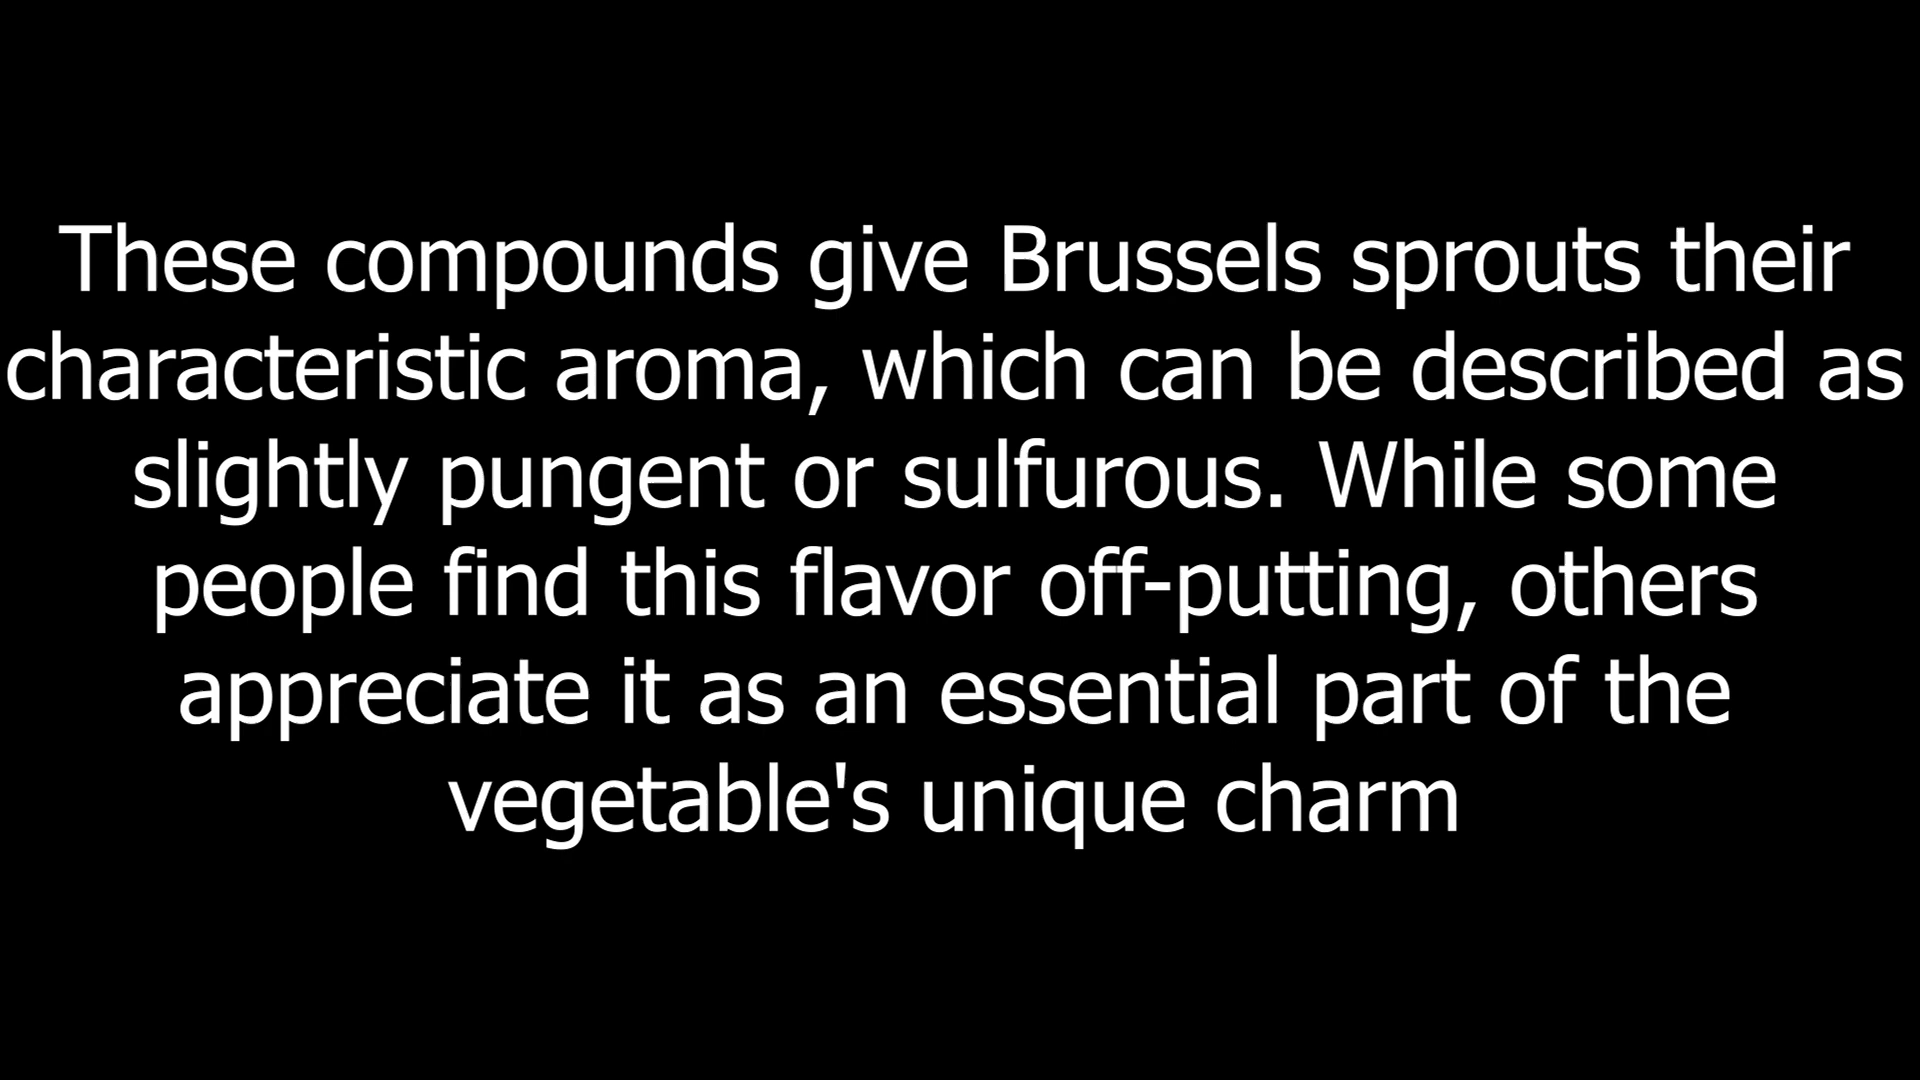 These compounds give Brussels sprouts their
characteristic aroma, which can be described as
slightly pungent or sulfurous. While some
people find this flavor off-putting, others
appreciate it as an essential part of the
vegetable's unique charm